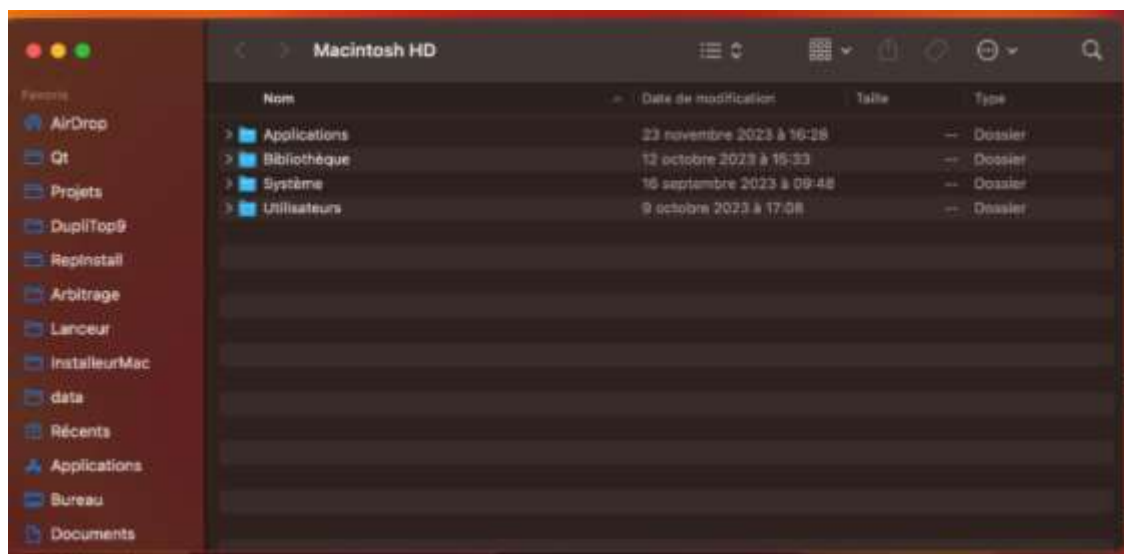 Macintosh HD
Favoris
AirDrop
Qt
Projets
DupliTop9
RepInstall
Arbitrage
Lanceur
InstalleurMac
data
Récents
Applications
Bureau
Documents
Nom Date de modification Taille Type
Applications 23 novembre 2023 à 16:28 -- Dossier
Bibliothèque 12 octobre 2023 à 15:33 -- Dossier
Système 16 septembre 2023 à 09:48 -- Dossier
Utilisateurs 9 octobre 2023 à 17:08 -- Dossier